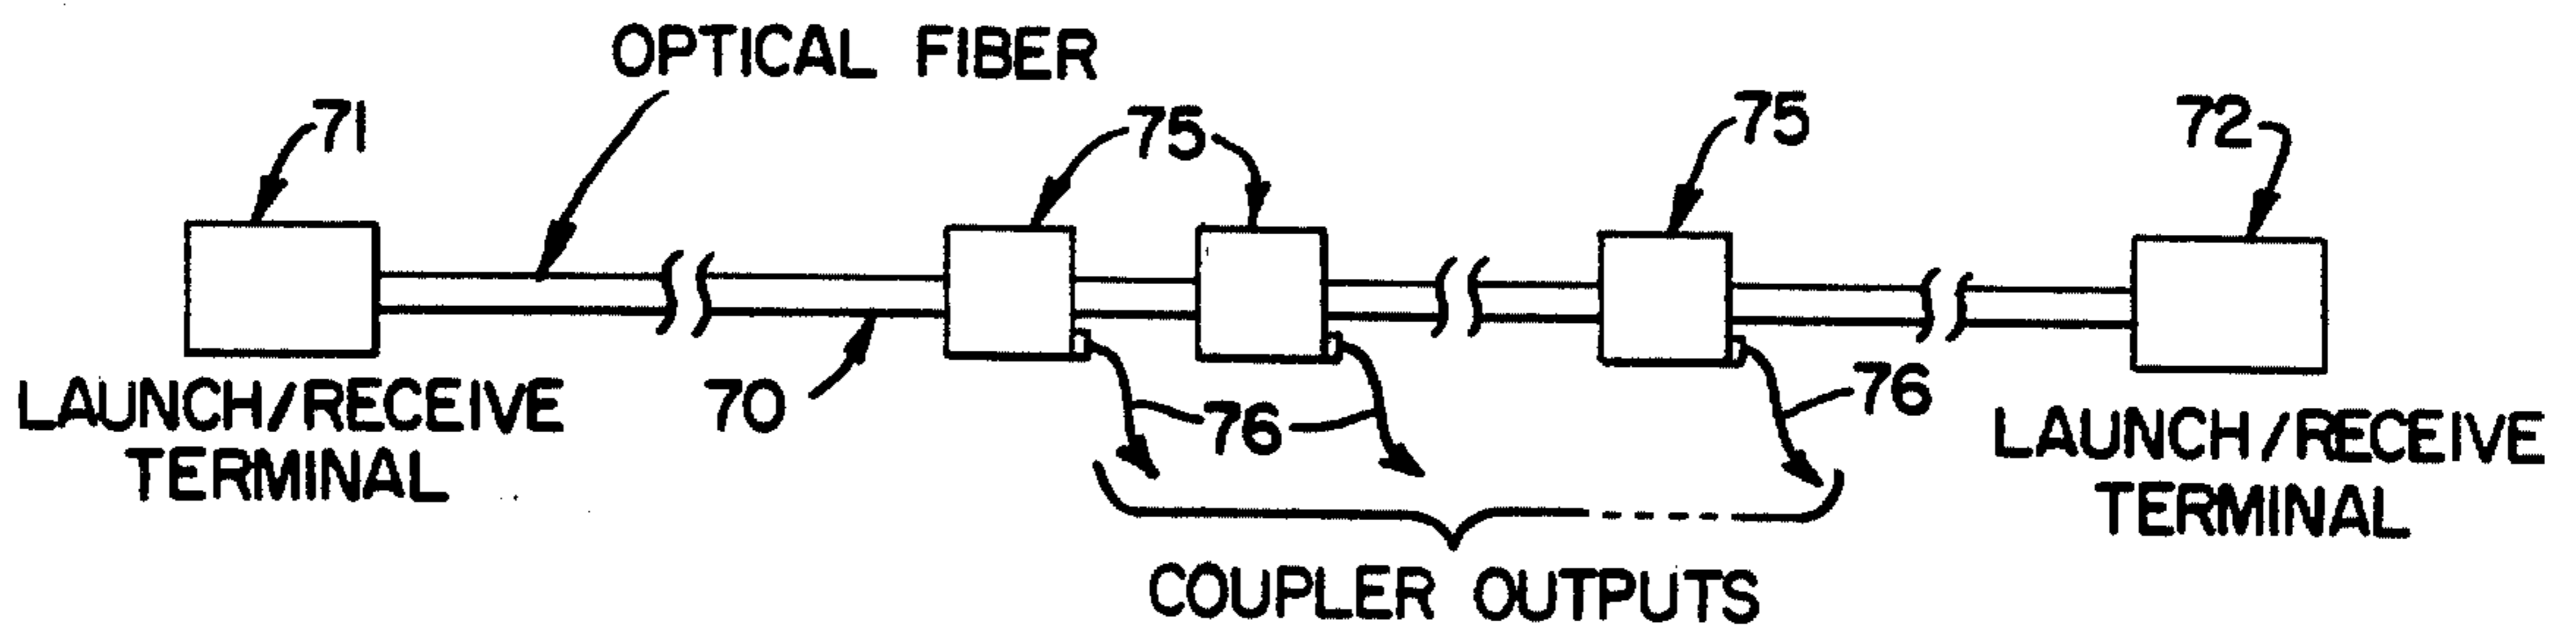 OPTICAL FIBER
71
75
75
72
70
76
76
LAUNCH/RECEIVE
TERMINAL
LAUNCH/RECEIVE
TERMINAL
COUPLER OUTPUTS